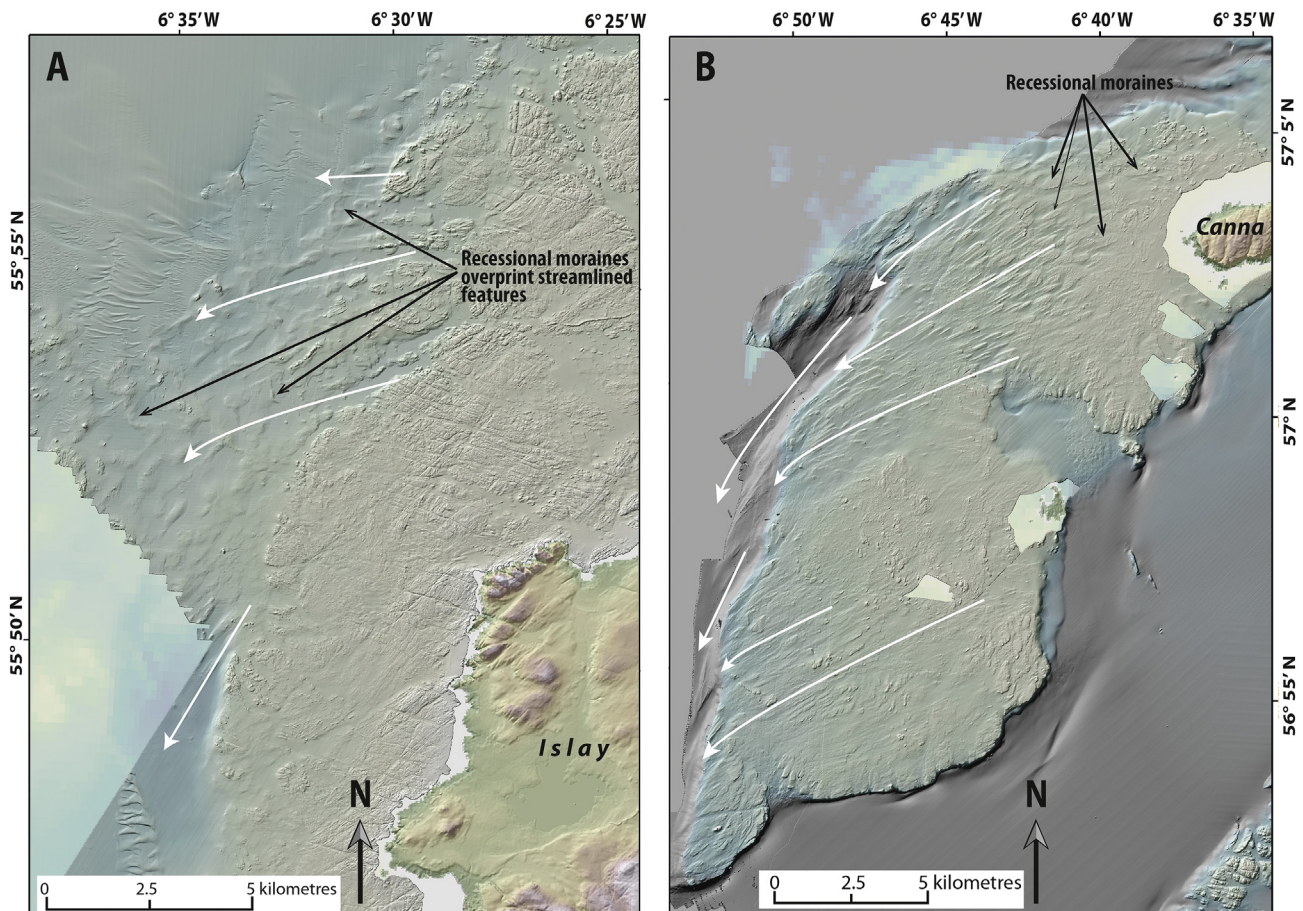 6° 35′ W
6° 30′ W
6° 25′ W
A
55° 55′ N
55° 50′ N
Recessional moraines
overprint streamlined
features
Islay
N
0 2.5 5 kilometres
6° 50′ W
6° 45′ W
6° 40′ W
6° 35′ W
B
Recessional moraines
57° 5′ N
Canna
57° N
56° 55′ N
N
0 2.5 5 kilometres